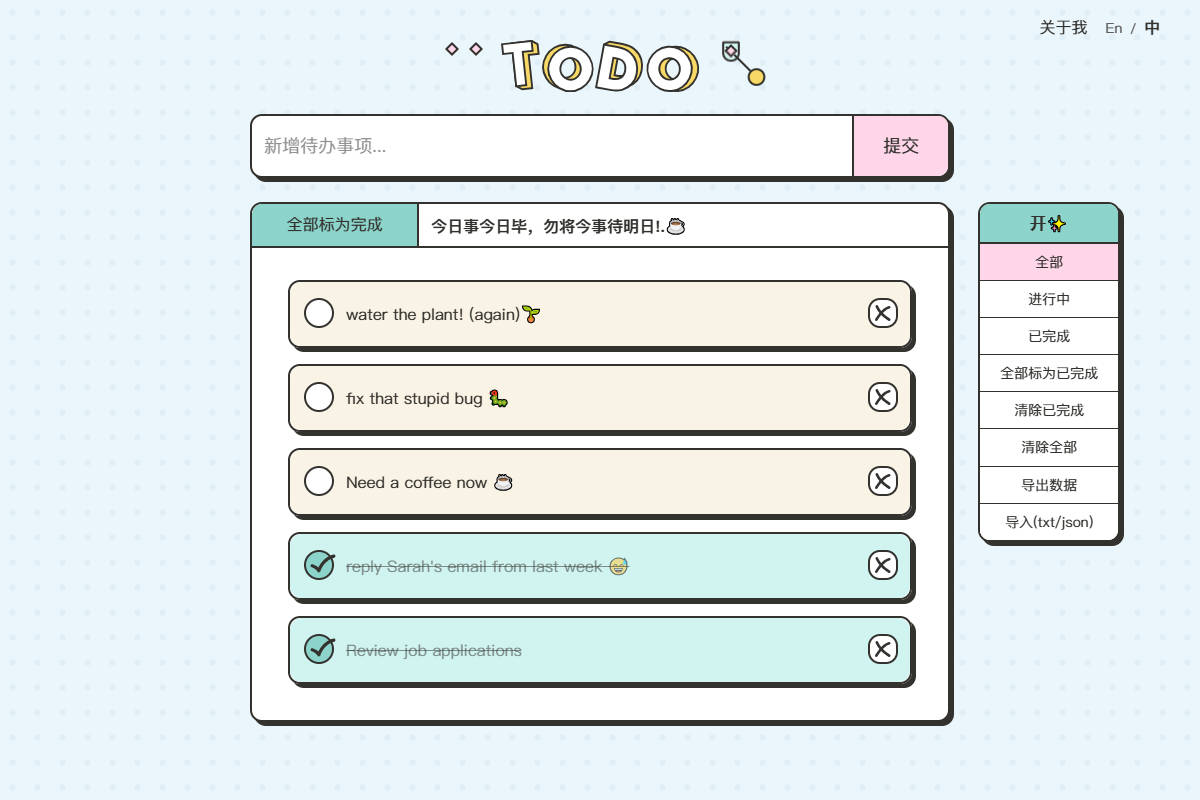 关于我 En / 中
TODO
新增待办事项...
提交
全部标为完成
今日事今日毕，勿将今事待明日!.☕
water the plant! (again)🌱
fix that stupid bug 🐛
Need a coffee now ☕
reply Sarah's email from last week 😅
Review job applications
开✨
全部
进行中
已完成
全部标为已完成
清除已完成
清除全部
导出数据
导入(txt/json)